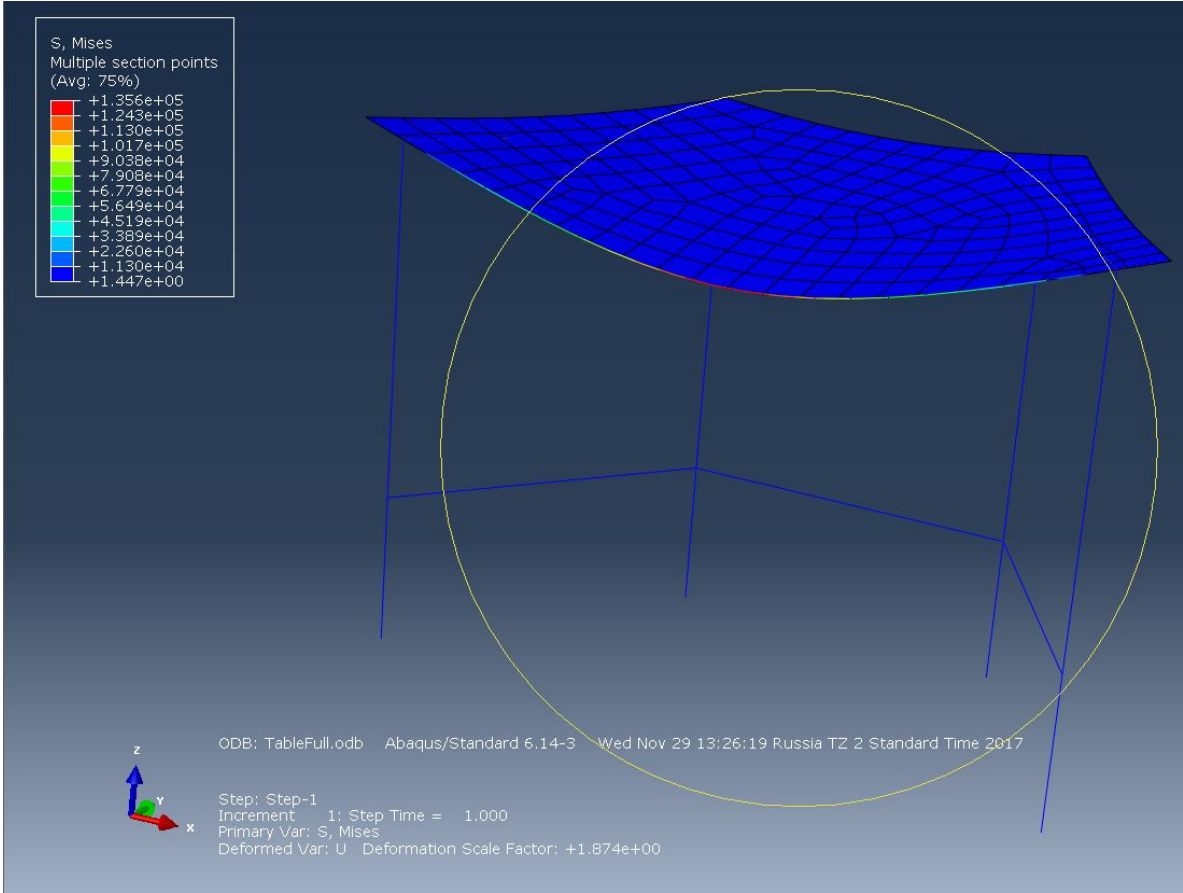 S, Mises
Multiple section points
(Avg: 75%)
+1.356e+05
+1.243e+05
+1.130e+05
+1.017e+05
+9.038e+04
+7.908e+04
+6.779e+04
+5.649e+04
+4.519e+04
+3.389e+04
+2.260e+04
+1.130e+04
+1.447e+00
Z
Y
X
ODB: TableFull.odb Abaqus/Standard 6.14-3 Wed Nov 29 13:26:19 Russia TZ 2 Standard Time 2017
Step: Step-1
Increment 1: Step Time = 1.000
Primary Var: S, Mises
Deformed Var: U Deformation Scale Factor: +1.874e+00